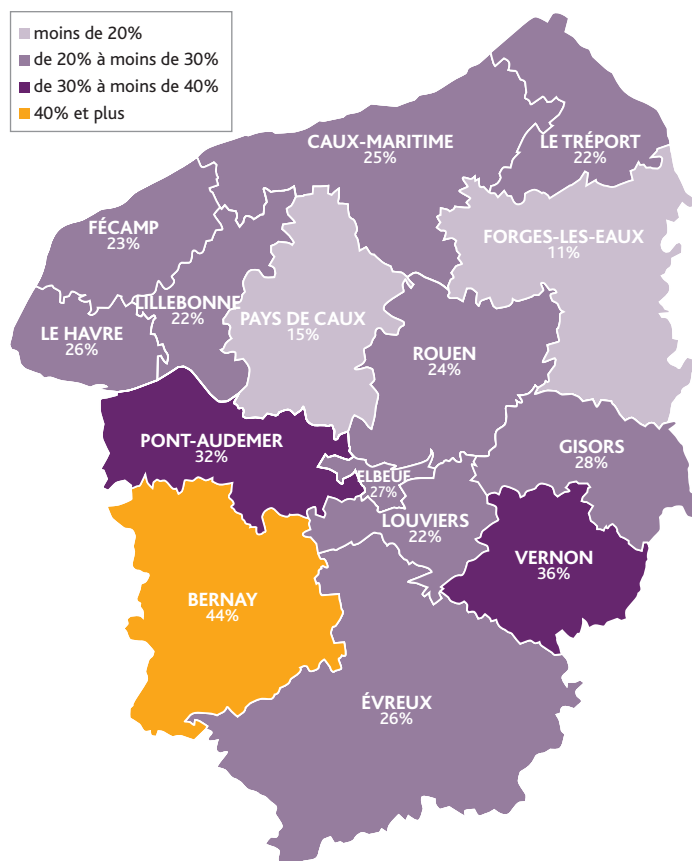 moins de 20%
de 20% à moins de 30%
de 30% à moins de 40%
40% et plus
CAUX-MARITIME
25%
LE TRÉPORT
22%
FÉCAMP
23%
FORGES-LES-EAUX
11%
LILLEBONNE
22%
PAYS DE CAUX
15%
LE HAVRE
26%
ROUEN
24%
PONT-AUDEMER
32%
GISORS
28%
ELBEUF
27%
LOUVIERS
22%
VERNON
36%
BERNAY
44%
ÉVREUX
26%